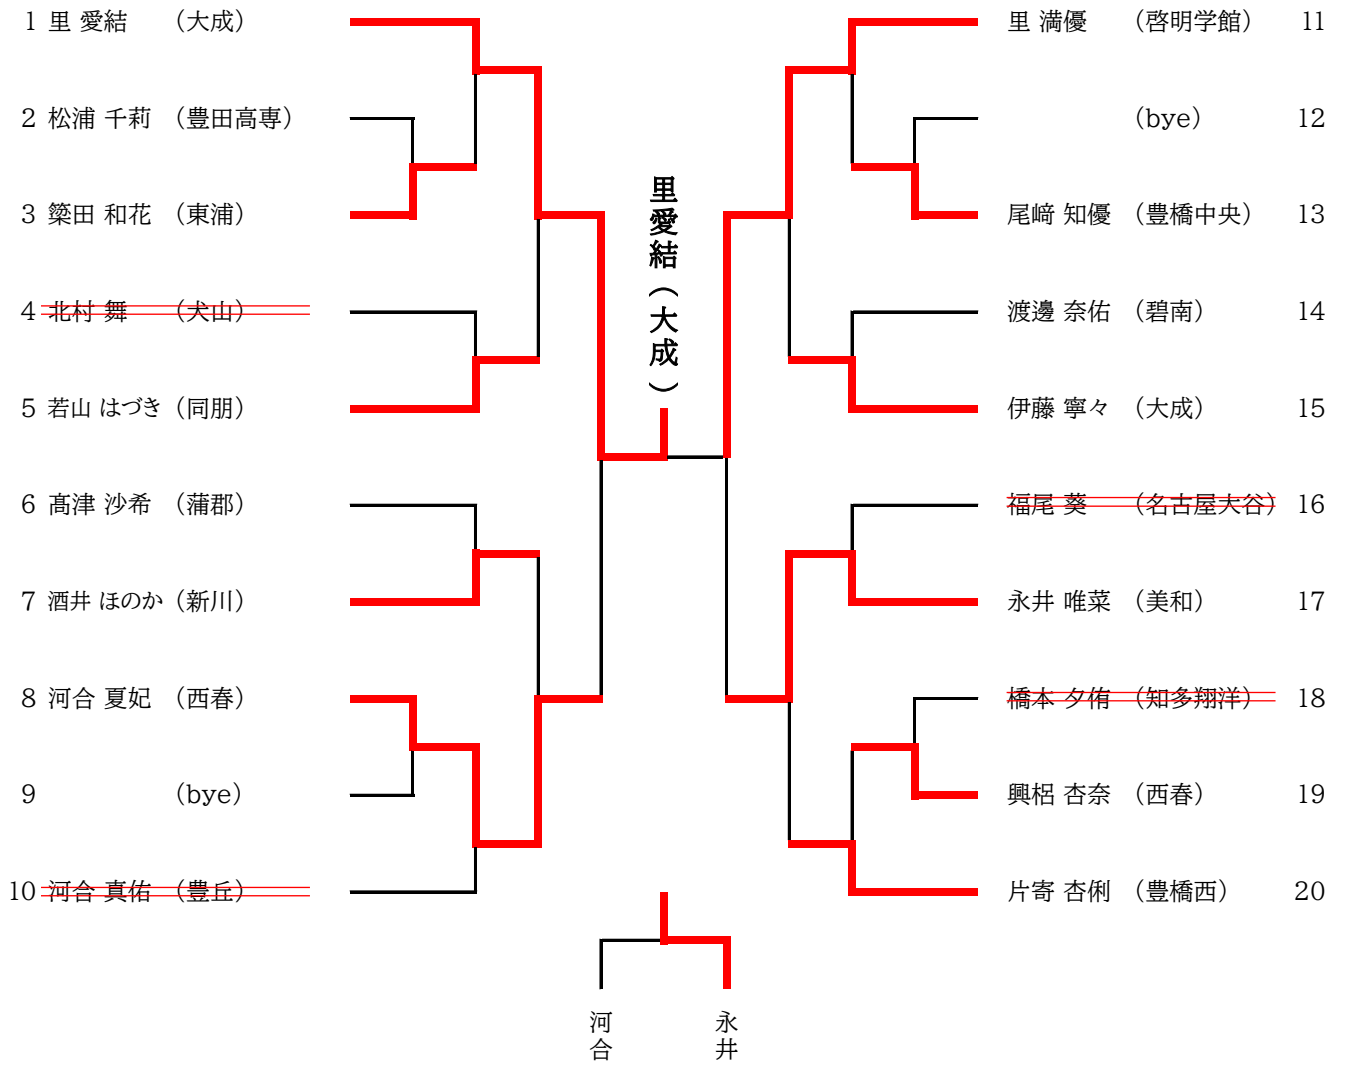 1 里 愛結 （大成）
2 松浦 千莉 （豊田高専）
3 簗田 和花 （東浦）
4 北村 舞 （犬山）
5 若山 はづき （同朋）
6 髙津 沙希 （蒲郡）
7 酒井 ほのか （新川）
8 河合 夏妃 （西春）
9 （bye）
10 河合 真佑 （豊丘）
里愛結（大成）
里 満優 （啓明学館） 11
（bye） 12
尾﨑 知優 （豊橋中央） 13
渡邊 奈佑 （碧南） 14
伊藤 寧々 （大成） 15
福尾 葵 （名古屋大谷） 16
永井 唯菜 （美和） 17
橋本 夕侑 （知多翔洋） 18
興梠 杏奈 （西春） 19
片寄 杏俐 （豊橋西） 20
河合
永井